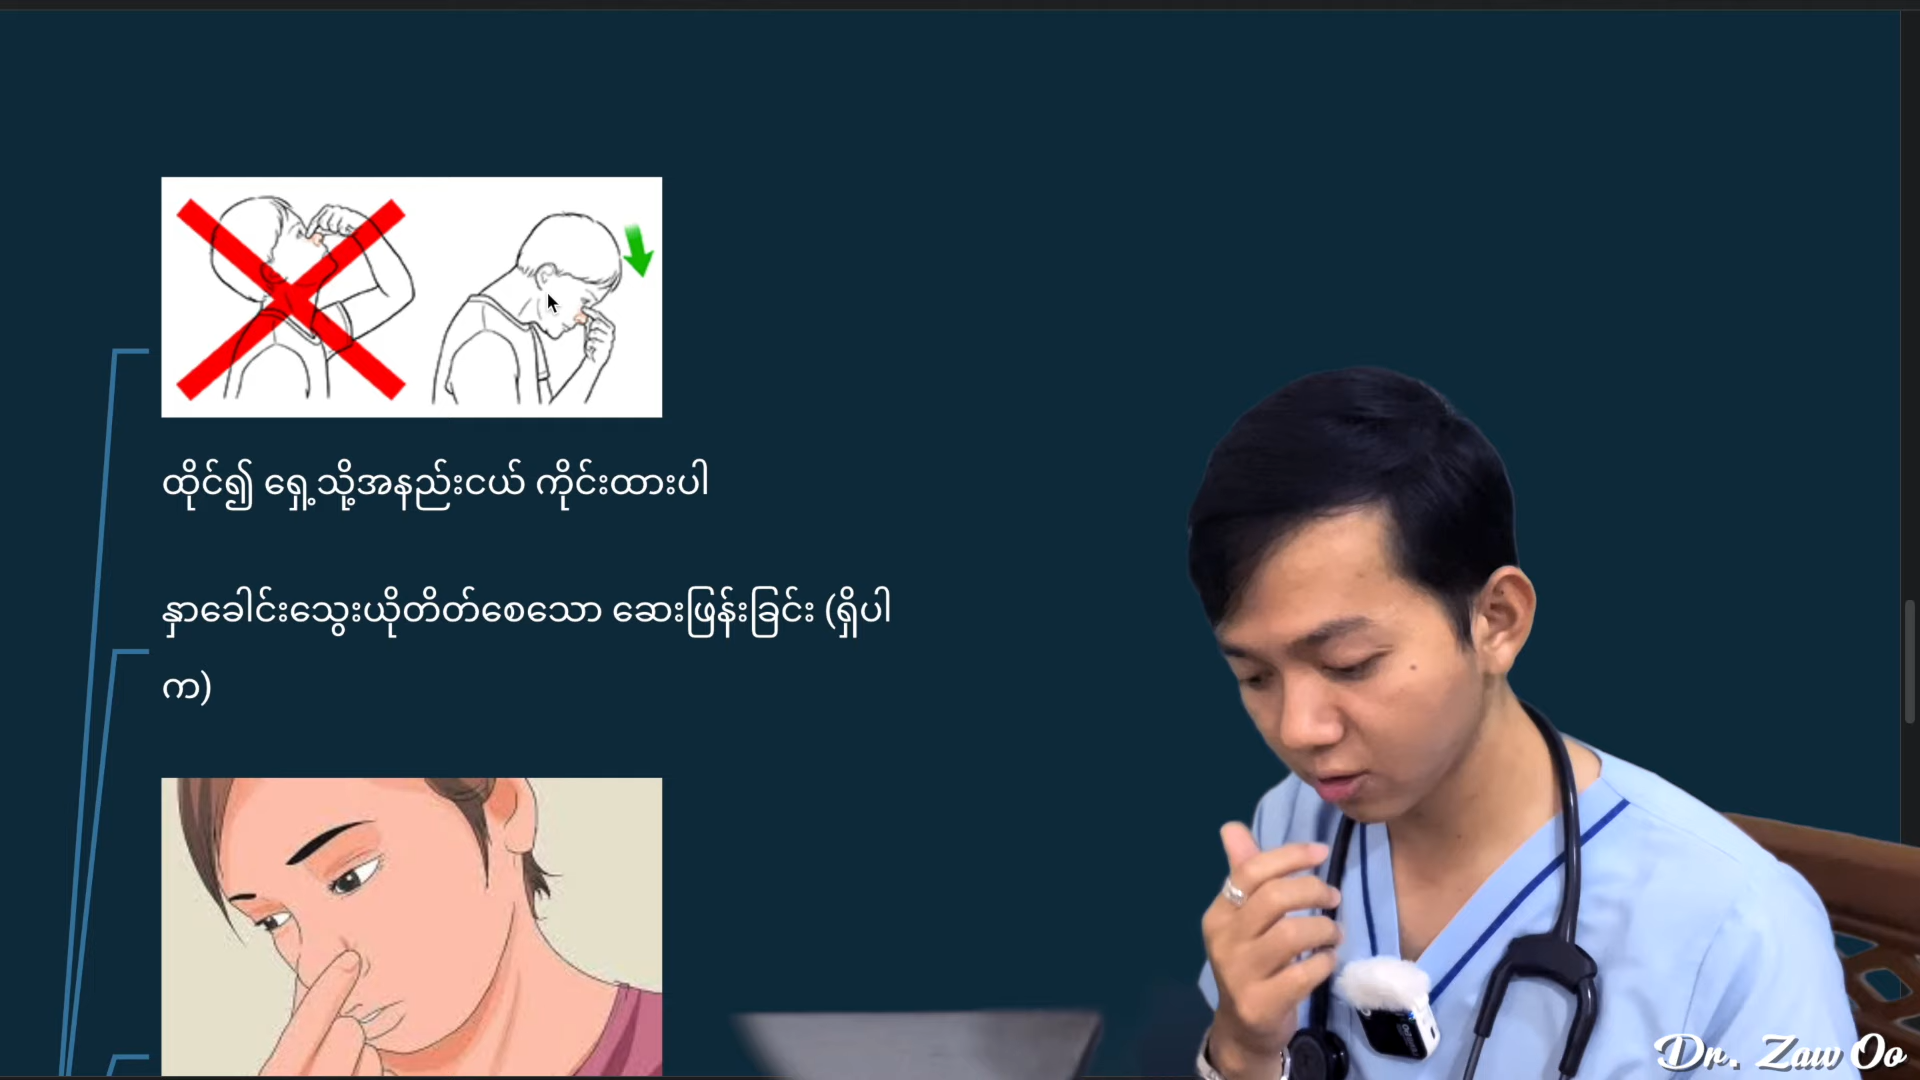 ထိုင်၍ ရှေ့သို့အနည်းငယ် ကိုင်းထားပါ
နှာခေါင်းသွေးယိုတိတ်စေသော ဆေးဖြန်းခြင်း (ရှိပါ
က)
Dr. Zaw Oo